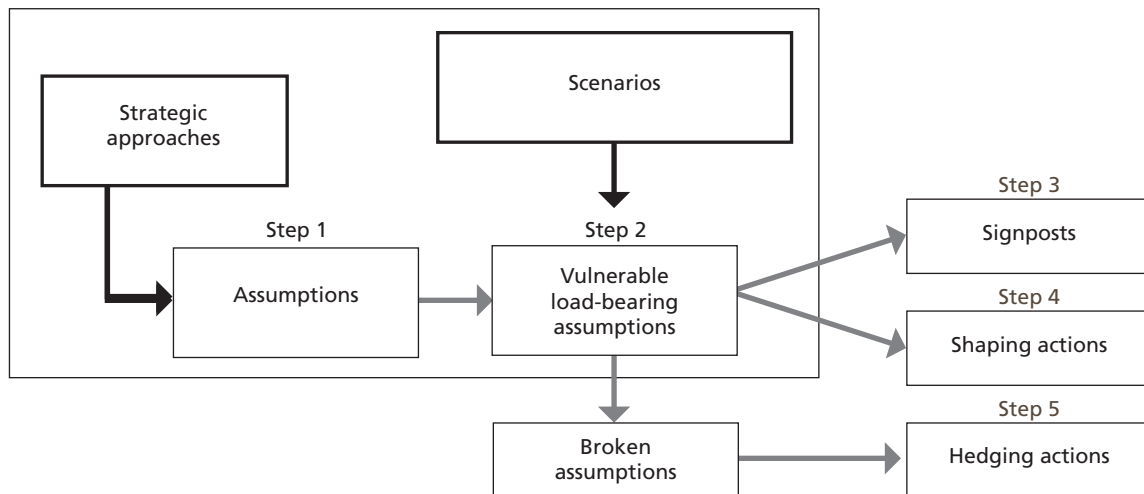 Strategic
approaches
Scenarios
Step 1
Assumptions
Step 2
Vulnerable
load-bearing
assumptions
Step 3
Signposts
Step 4
Shaping actions
Broken
assumptions
Step 5
Hedging actions